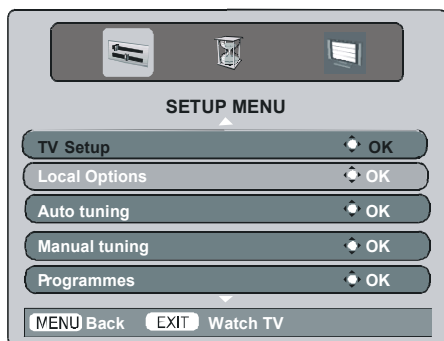 SETUP MENU
TV Setup OK
Local Options OK
Auto tuning OK
Manual tuning OK
Programmes OK
MENU Back EXIT Watch TV